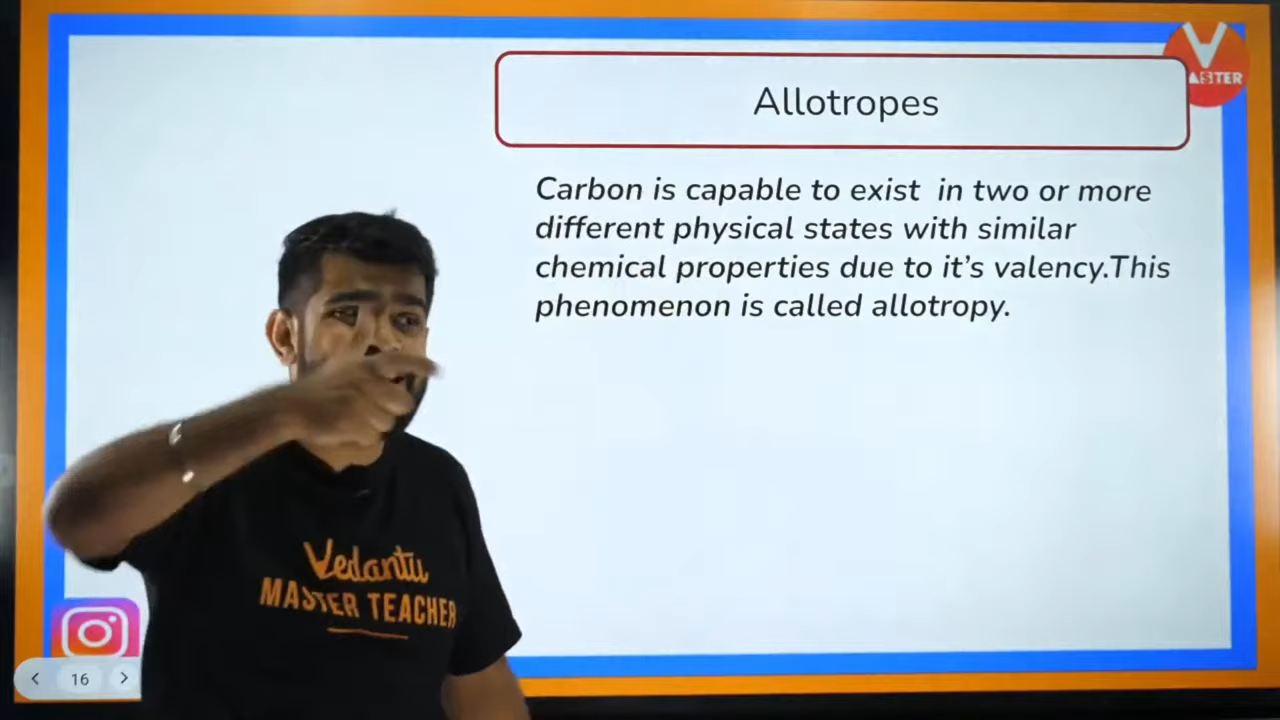 Allotropes
V
MASTER
Carbon is capable to exist in two or more
different physical states with similar
chemical properties due to it's valency.This
phenomenon is called allotropy.
Vedantu
MASTER TEACHER
16